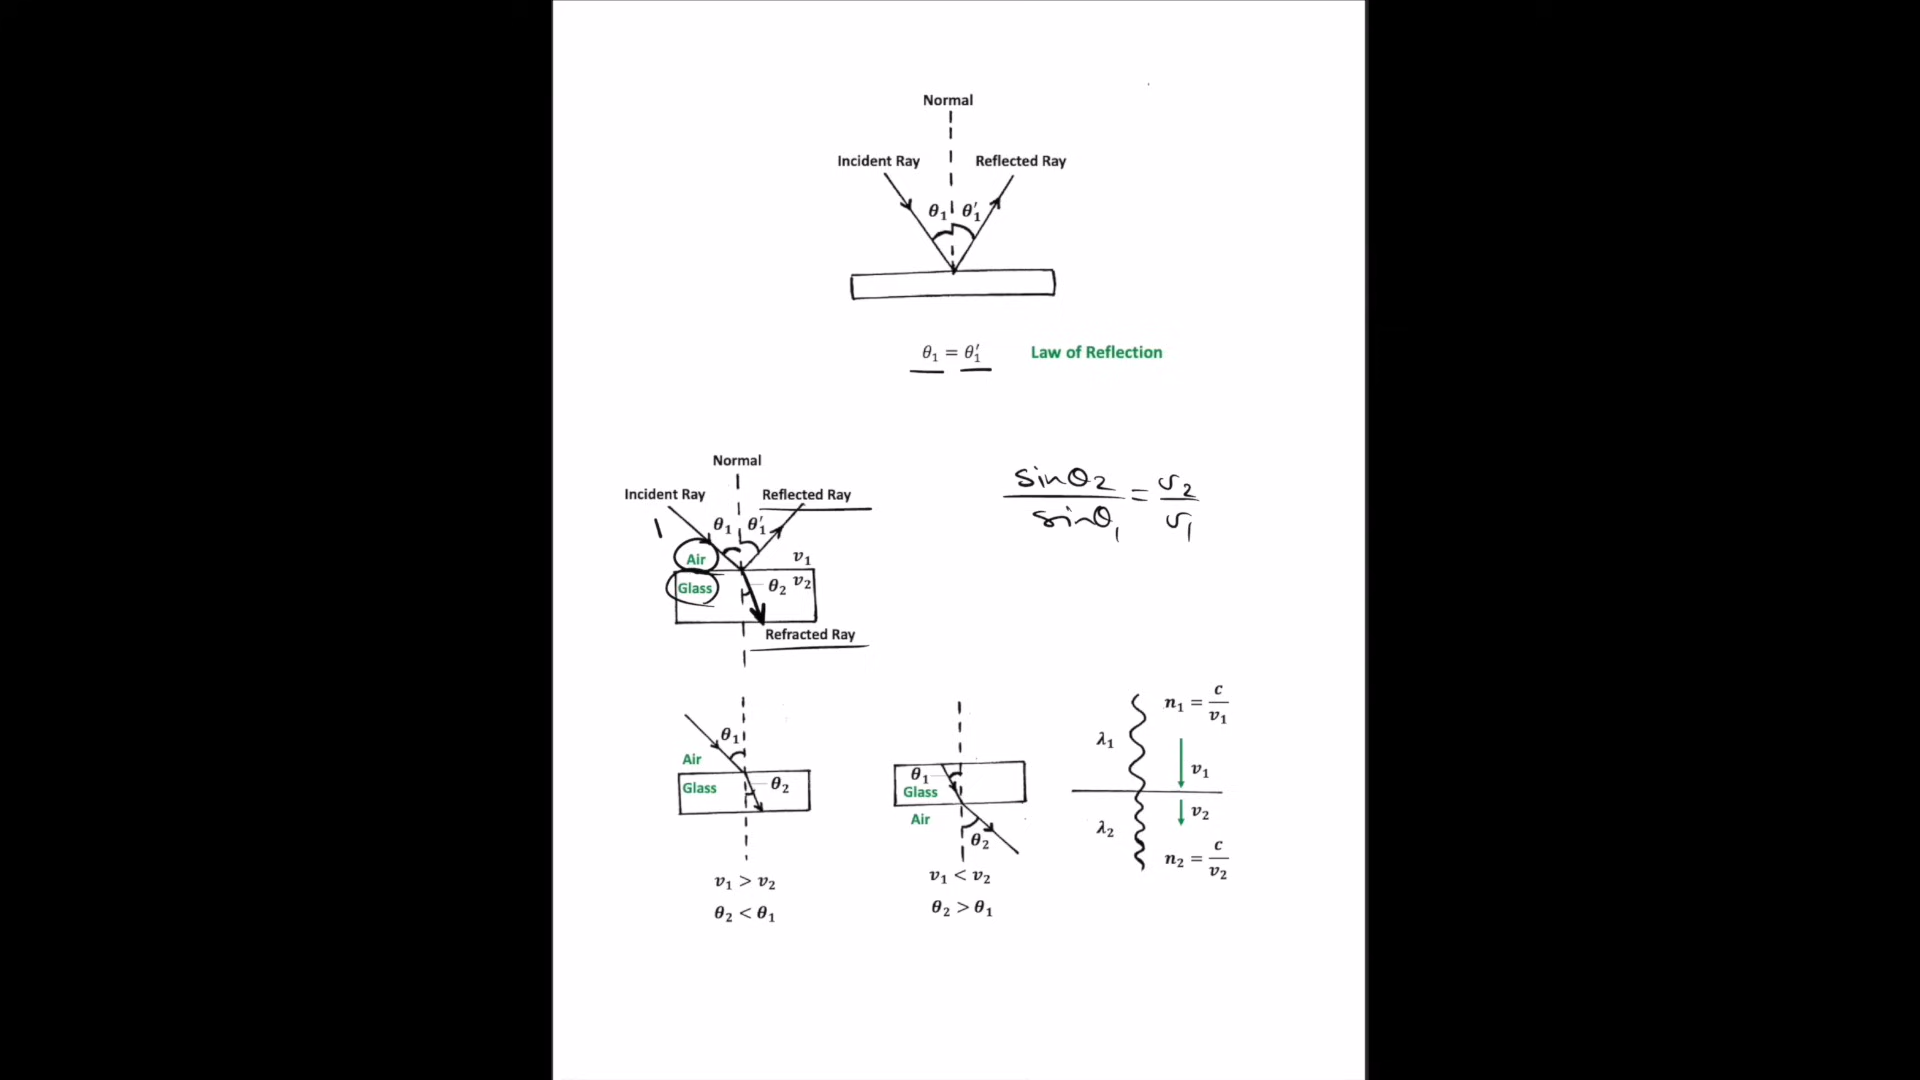 Normal
Incident Ray Reflected Ray
θ₁ θ₁′
θ₁ = θ₁′ Law of Reflection
Normal
Incident Ray Reflected Ray
θ₁ θ₁′
Air v₁
Glass θ₂ v₂
Refracted Ray
sinθ₂ / sinθ₁ = v₂ / v₁
θ₁
Air
Glass θ₂
v₁ > v₂
θ₂ < θ₁
θ₁
Glass
Air
θ₂
v₁ < v₂
θ₂ > θ₁
n₁ = c / v₁
λ₁
v₁
v₂
λ₂
n₂ = c / v₂